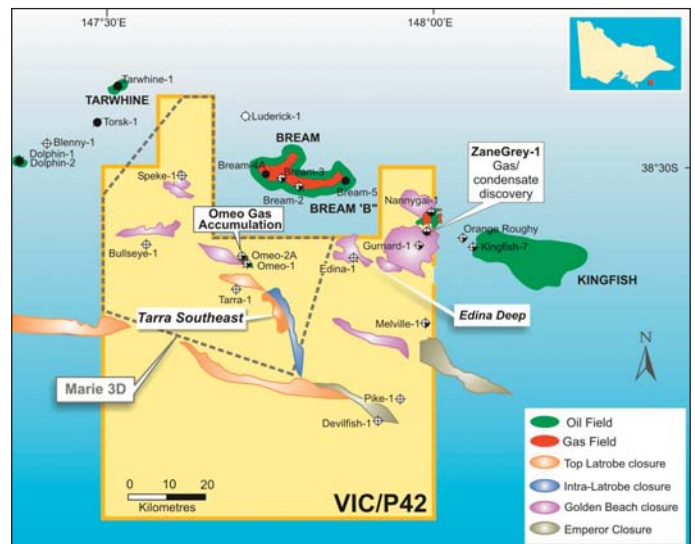 147°30'E
148°00'E
Tarwhine-1
TARWHINE
Torsk-1
Luderick-1
Blenny-1
Dolphin-1
Dolphin-2
BREAM
ZaneGrey-1
Gas/
condensate
discovery
38°30'S
Speke-1
Bream-4A
Bream-3
Bream-5
Bream-2
BREAM 'B"
Nannygai-1
Omeo Gas
Accumulation
Orange Roughy
Gurnard-1
Kingfish-7
Bullseye-1
Omeo-2A
Omeo-1
Edina-1
KINGFISH
Tarra-1
Tarra Southeast
Edina Deep
Melville-1
N
Marie 3D
Pike-1
Devilfish-1
Oil Field
Gas Field
Top Latrobe closure
Intra-Latrobe closure
Golden Beach closure
Emperor Closure
0 10 20
Kilometres
VIC/P42